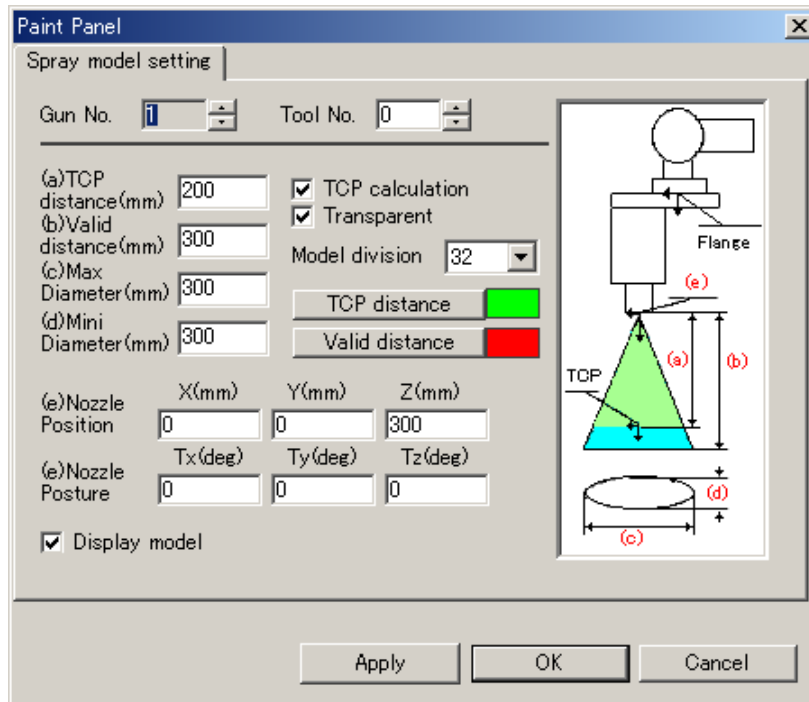 Paint Panel
Spray model setting
Gun No. 1 Tool No. 0
(a)TCP
distance(mm) 200
TCP calculation
Transparent
(b)Valid
distance(mm) 300
Model division 32
(c)Max
Diameter(mm) 300
TCP distance
(d)Mini
Diameter(mm) 300
Valid distance
X(mm) Y(mm) Z(mm)
(e)Nozzle
Position 0 0 300
Tx(deg) Ty(deg) Tz(deg)
(e)Nozzle
Posture 0 0 0
Display model
Flange
(e)
(a) (b)
TCP
(d)
(c)
Apply OK Cancel